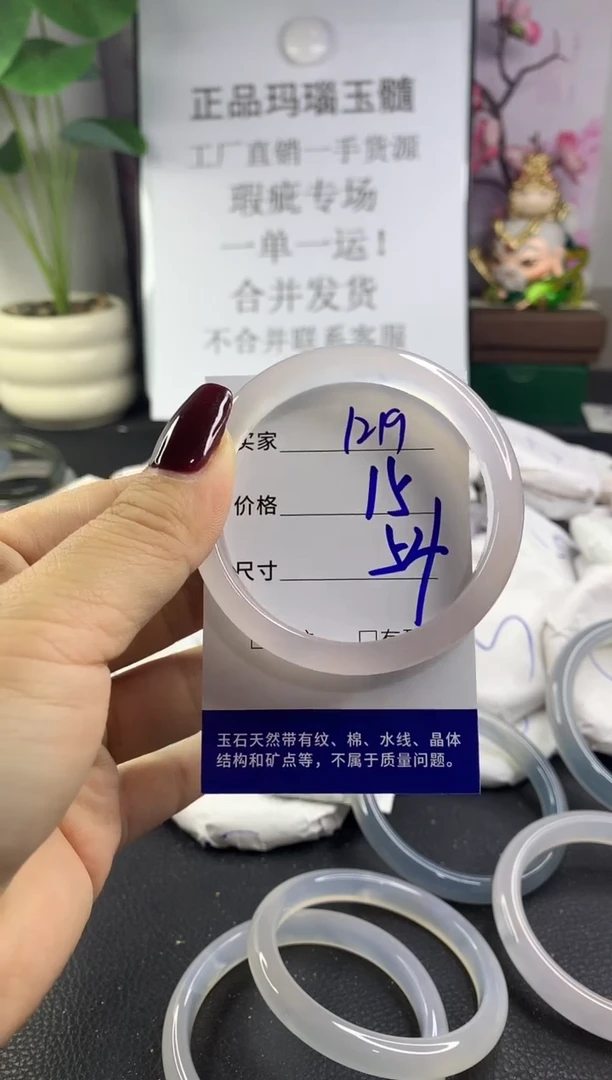 正品玛瑙玉髓
工厂直销一手货源
瑕疵专场
一单一运!
合并发货
不合并联系客服
买家 1219
价格 15
尺寸 54
玉石天然带有纹、棉、水线、晶体
结构和矿点等，不属于质量问题。